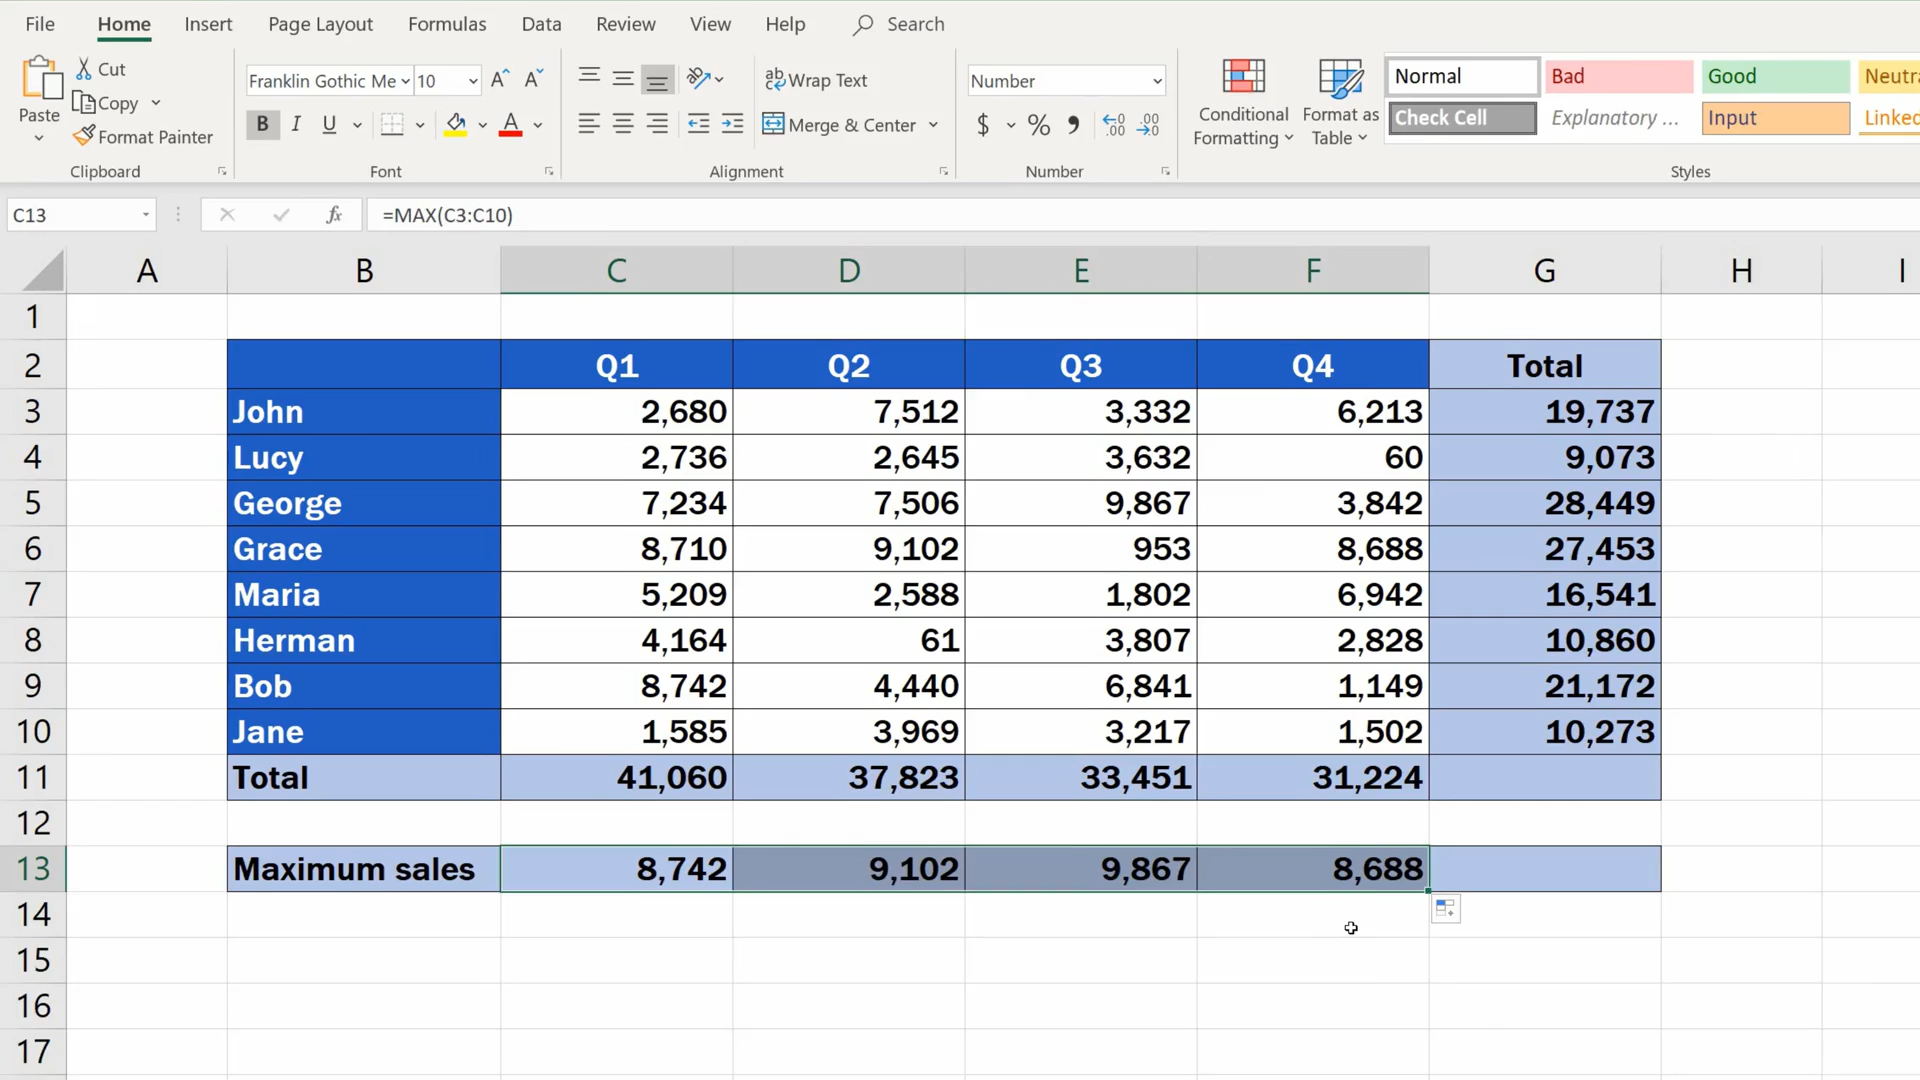 File Home Insert Page Layout Formulas Data Review View Help Search
Paste Cut Copy Format Painter Clipboard
Franklin Gothic Me 10 A A B I U A Font
ab Wrap Text Merge & Center Alignment
Number $ % Number
Conditional Formatting Format as Table
Normal Bad Good
Check Cell Explanatory ... Input
Styles
C13 fx =MAX(C3:C10)
A B C D E F G H I
1
2 Q1 Q2 Q3 Q4 Total
3 John 2,680 7,512 3,332 6,213 19,737
4 Lucy 2,736 2,645 3,632 60 9,073
5 George 7,234 7,506 9,867 3,842 28,449
6 Grace 8,710 9,102 953 8,688 27,453
7 Maria 5,209 2,588 1,802 6,942 16,541
8 Herman 4,164 61 3,807 2,828 10,860
9 Bob 8,742 4,440 6,841 1,149 21,172
10 Jane 1,585 3,969 3,217 1,502 10,273
11 Total 41,060 37,823 33,451 31,224
12
13 Maximum sales 8,742 9,102 9,867 8,688
14
15
16
17